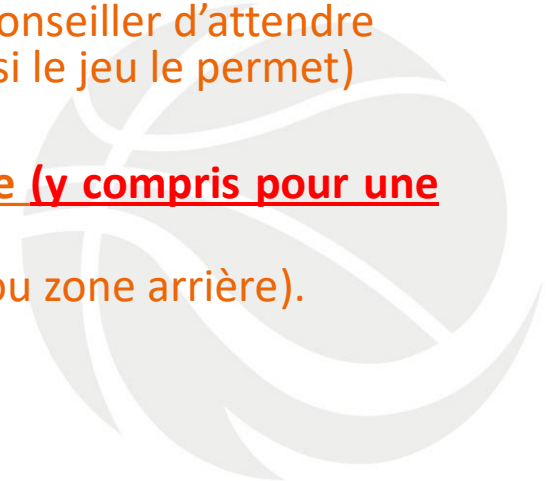 onseiller d’attendre
si le jeu le permet)
e (y compris pour une
ou zone arrière).